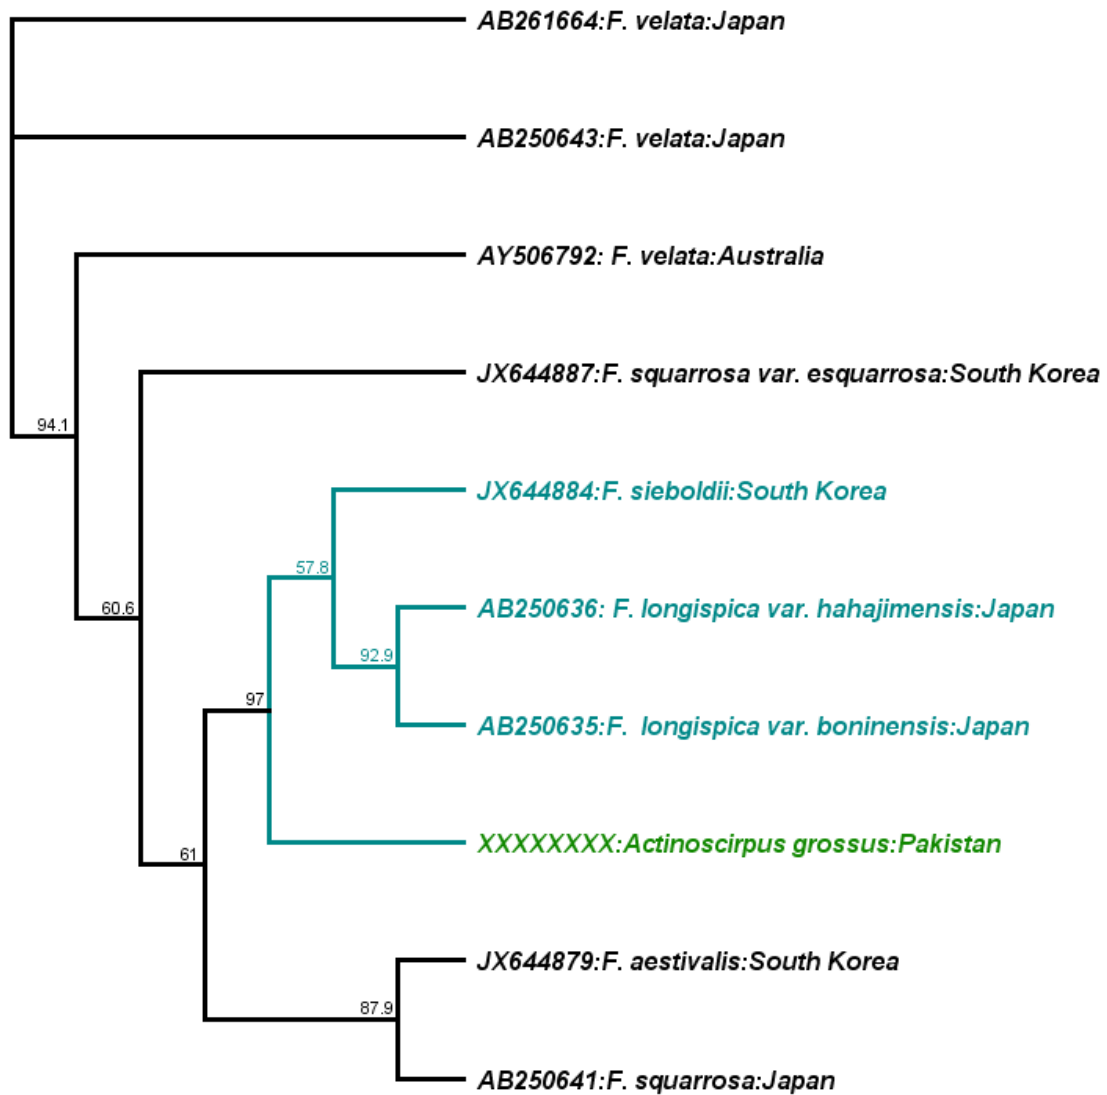 AB261664:F. velata:Japan
AB250643:F. velata:Japan
AY506792: F. velata:Australia
JX644887:F. squarrosa var. esquarrosa:South Korea
94.1
JX644884:F. sieboldii:South Korea
57.8
60.6
AB250636: F. longispica var. hahajimensis:Japan
92.9
97
AB250635:F. longispica var. boninensis:Japan
XXXXXXXX:Actinoscirpus grossus:Pakistan
61
JX644879:F. aestivalis:South Korea
87.9
AB250641:F. squarrosa:Japan